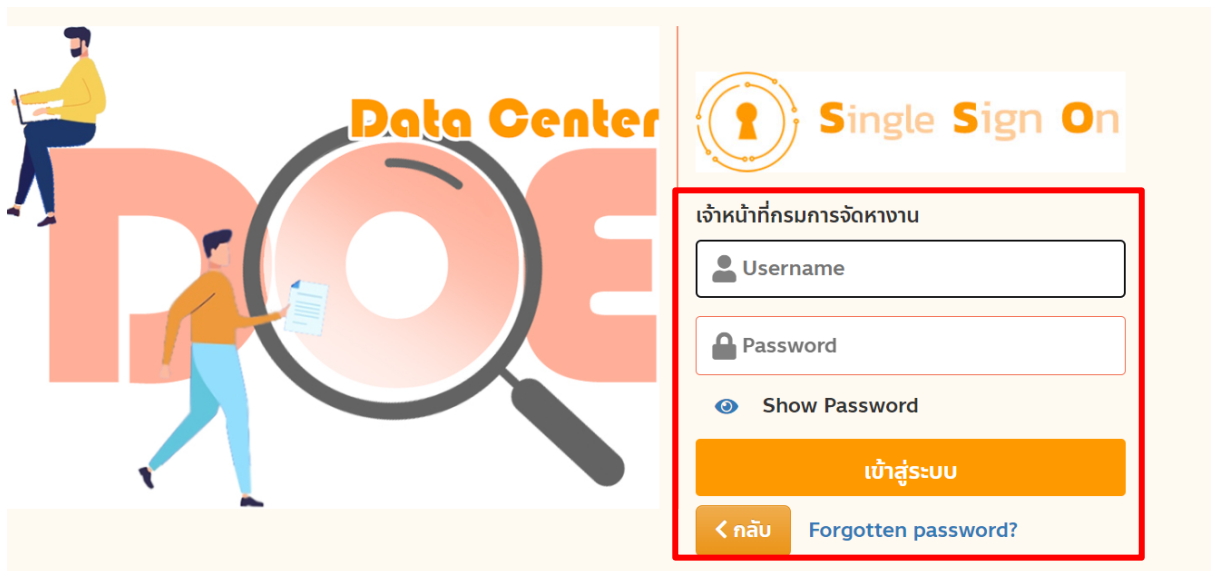 Data Center
DOE
Single Sign On
เจ้าหน้าที่กรมการจัดหางาน
Username
Password
Show Password
เข้าสู่ระบบ
กลับ Forgotten password?